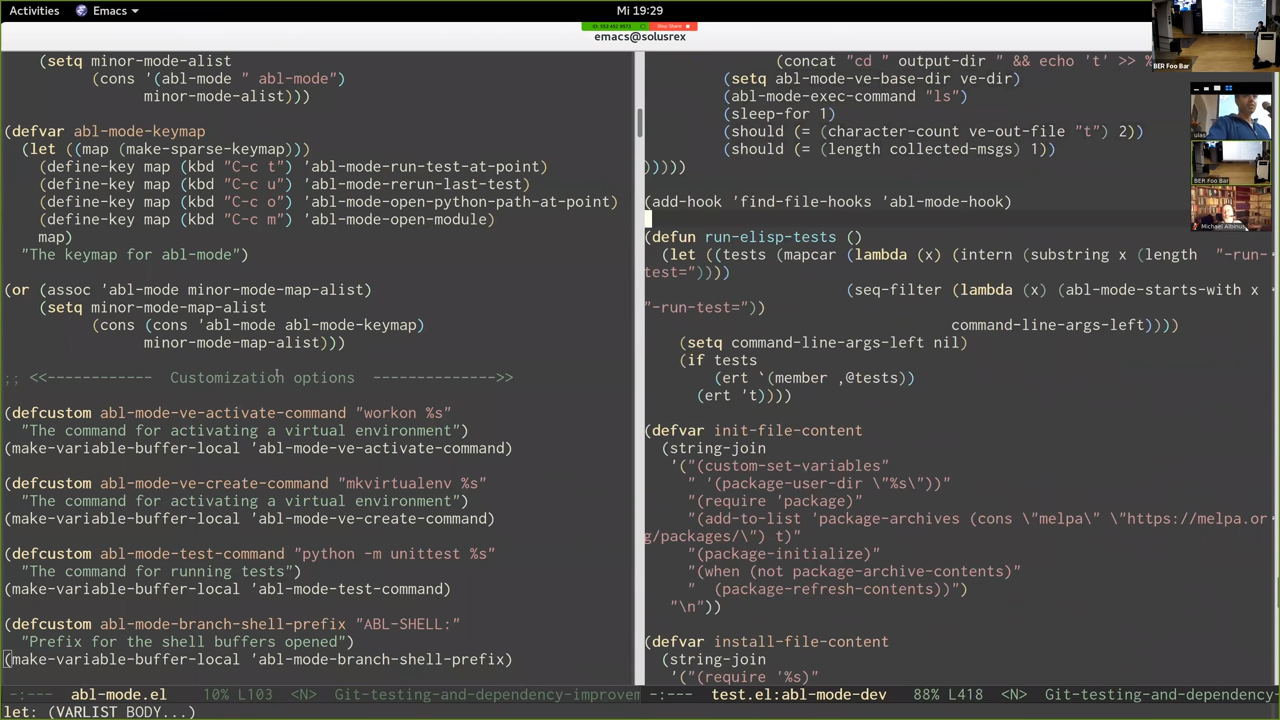 Activities
Emacs
Mi 19:29
ID: 353 452 9573
Stop Share
emacs@solusrex
BER Foo Bar
ulas
BER Foo Bar
Michael Albinus
(setq minor-mode-alist
(cons '(abl-mode " abl-mode")
minor-mode-alist)))
(defvar abl-mode-keymap
(let ((map (make-sparse-keymap)))
(define-key map (kbd "C-c t") 'abl-mode-run-test-at-point)
(define-key map (kbd "C-c u") 'abl-mode-rerun-last-test)
(define-key map (kbd "C-c o") 'abl-mode-open-python-path-at-point)
(define-key map (kbd "C-c m") 'abl-mode-open-module)
map)
"The keymap for abl-mode")
(or (assoc 'abl-mode minor-mode-map-alist)
(setq minor-mode-map-alist
(cons (cons 'abl-mode abl-mode-keymap)
minor-mode-map-alist)))
;; <<------------ Customization options ------------->>
(defcustom abl-mode-ve-activate-command "workon %s"
"The command for activating a virtual environment")
(make-variable-buffer-local 'abl-mode-ve-activate-command)
(defcustom abl-mode-ve-create-command "mkvirtualenv %s"
"The command for activating a virtual environment")
(make-variable-buffer-local 'abl-mode-ve-create-command)
(defcustom abl-mode-test-command "python -m unittest %s"
"The command for running tests")
(make-variable-buffer-local 'abl-mode-test-command)
(defcustom abl-mode-branch-shell-prefix "ABL-SHELL:"
"Prefix for the shell buffers opened")
(make-variable-buffer-local 'abl-mode-branch-shell-prefix)
-:--- abl-mode.el 10% L103 <N> Git-testing-and-dependency-improvem
let: (VARLIST BODY...)
(concat "cd " output-dir " && echo 't' >> %
(setq abl-mode-ve-base-dir ve-dir)
(abl-mode-exec-command "ls")
(sleep-for 1)
(should (= (character-count ve-out-file "t") 2))
(should (= (length collected-msgs) 1))
)))))
(add-hook 'find-file-hooks 'abl-mode-hook)
(defun run-elisp-tests ()
(let ((tests (mapcar (lambda (x) (intern (substring x (length "-run-
test="))))
(seq-filter (lambda (x) (abl-mode-starts-with x
"-run-test="))
command-line-args-left))))
(setq command-line-args-left nil)
(if tests
(ert `(member ,@tests))
(ert 't))))
(defvar init-file-content
(string-join
'("(custom-set-variables"
" '(package-user-dir \"%s\"))"
"(require 'package)"
"(add-to-list 'package-archives (cons \"melpa\" \"https://melpa.or
g/packages/\") t)"
"(package-initialize)"
"(when (not package-archive-contents)"
" (package-refresh-contents))")
"\n"))
(defvar install-file-content
(string-join
'("(require '%s)"
-:--- test.el:abl-mode-dev 88% L418 <N> Git-testing-and-dependency-